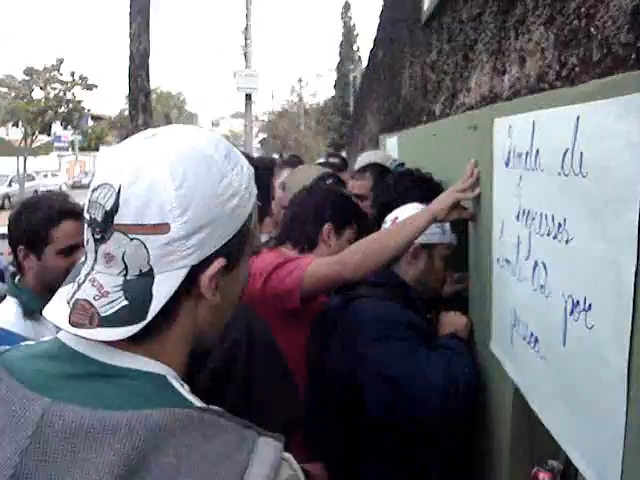 Venda de
Ingressos
Limite 02 por
pessoa